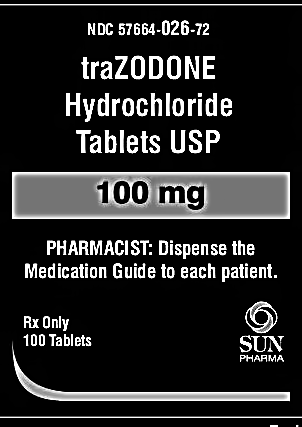 NDC 57664-026-72
traZODONE
Hydrochloride
Tablets USP
100 mg
PHARMACIST: Dispense the
Medication Guide to each patient.
Rx Only
100 Tablets
SUN
PHARMA